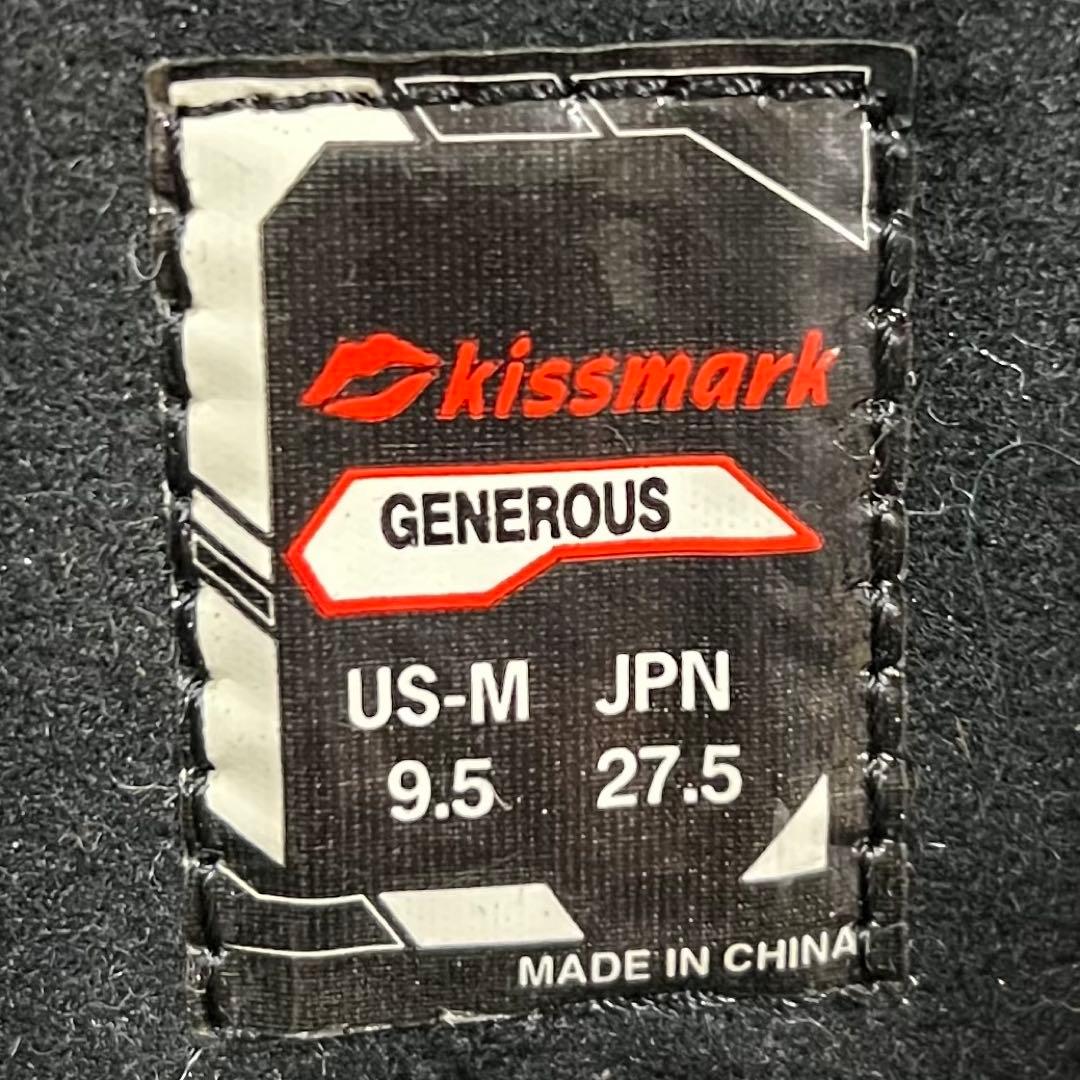 kissmark
GENEROUS
US-M JPN
9.5 27.5
MADE IN CHINA